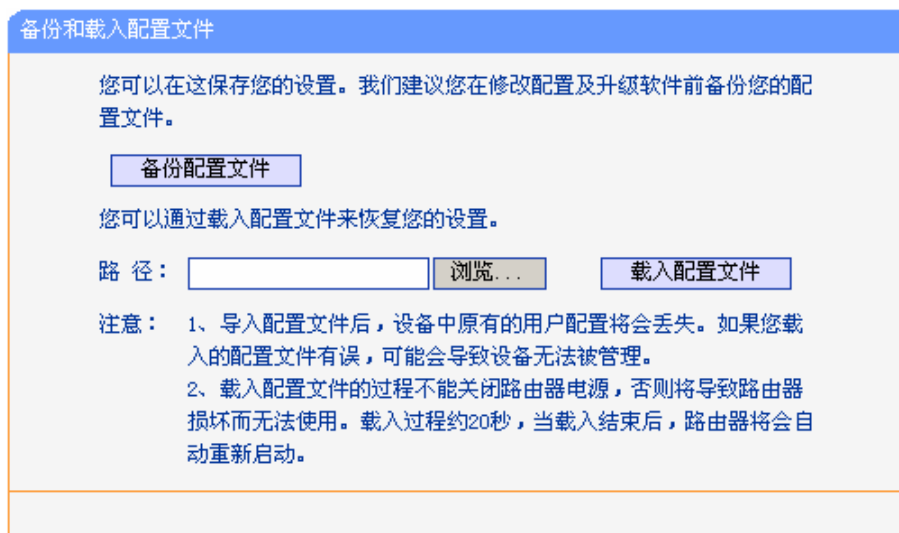 备份和载入配置文件
您可以在这保存您的设置。我们建议您在修改配置及升级软件前备份您的配
置文件。
备份配置文件
您可以通过载入配置文件来恢复您的设置。
路 径： 浏览... 载入配置文件
注意： 1、导入配置文件后，设备中原有的用户配置将会丢失。如果您载
入的配置文件有误，可能会导致设备无法被管理。
2、载入配置文件的过程不能关闭路由器电源，否则将导致路由器
损坏而无法使用。载入过程约20秒，当载入结束后，路由器将会自
动重新启动。